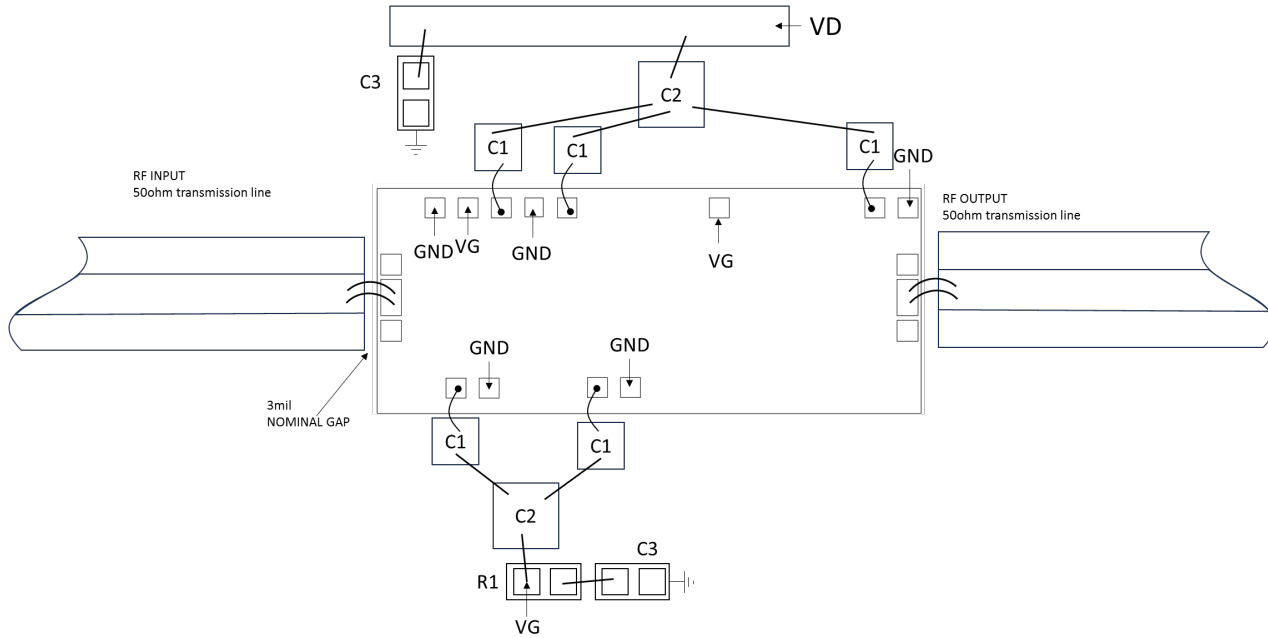 VD
C3
C2
C1
C1
C1
GND
RF INPUT
50ohm transmission line
RF OUTPUT
50ohm transmission line
GND
VG
GND
VG
GND
GND
3mil
NOMINAL GAP
C1
C1
C2
C3
R1
VG